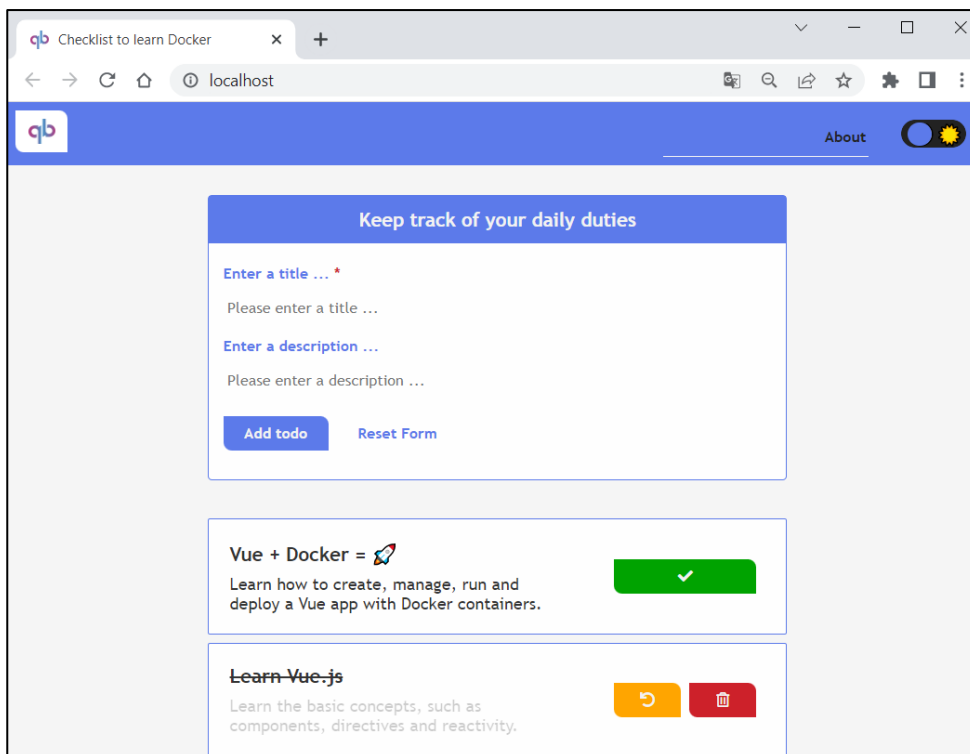 qb Checklist to learn Docker
localhost
qb
About
Keep track of your daily duties
Enter a title ... *
Please enter a title ...
Enter a description ...
Please enter a description ...
Add todo Reset Form
Vue + Docker = 🚀
Learn how to create, manage, run and
deploy a Vue app with Docker containers.
Learn Vue.js
Learn the basic concepts, such as
components, directives and reactivity.